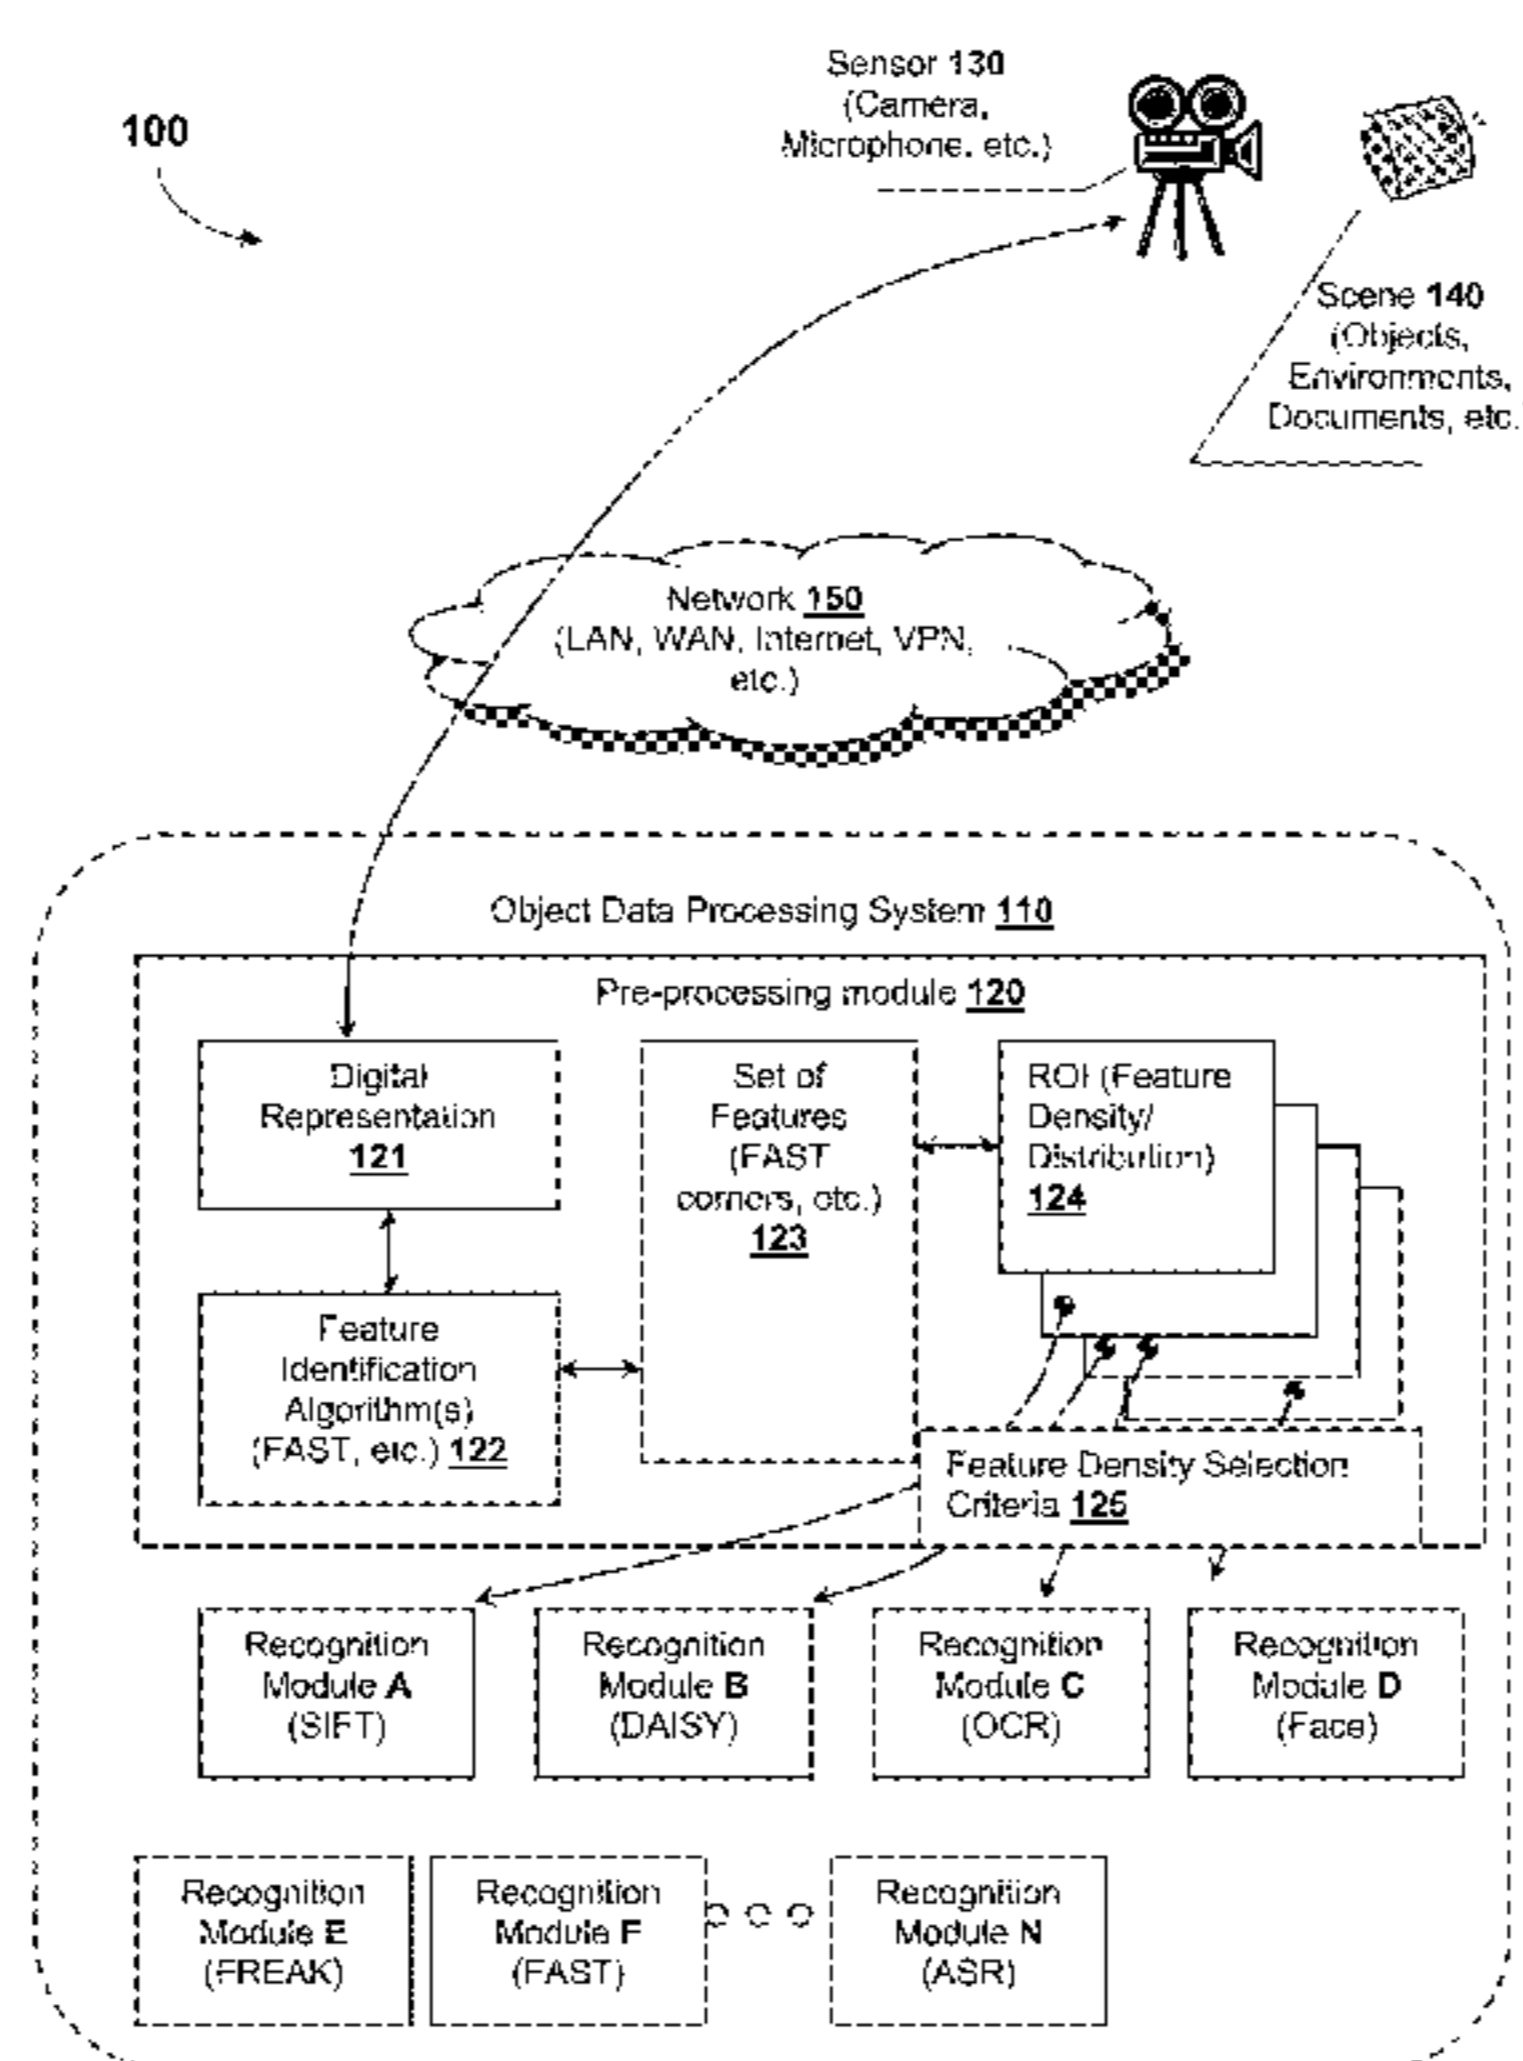 100
Sensor 130
(Camera,
Microphone, etc.)
Scene 140
(Objects,
Environments,
Documents, etc.
Network 150
(LAN, WAN, Internet, VPN,
etc.)
Object Data Processing System 110
Pre-processing module 120
Digital
Representation
121
Set of
Features
(FAST
corners, etc.)
123
ROI (Feature
Density/
Distribution)
124
Feature
Identification
Algorithm(s)
(FAST, etc.) 122
Feature Density Selection
Criteria 125
Recognition
Module A
(SIFT)
Recognition
Module B
(DAISY)
Recognition
Module C
(OCR)
Recognition
Module D
(Face)
Recognition
Module E
(FREAK)
Recognition
Module F
(FAST)
Recognition
Module N
(ASR)